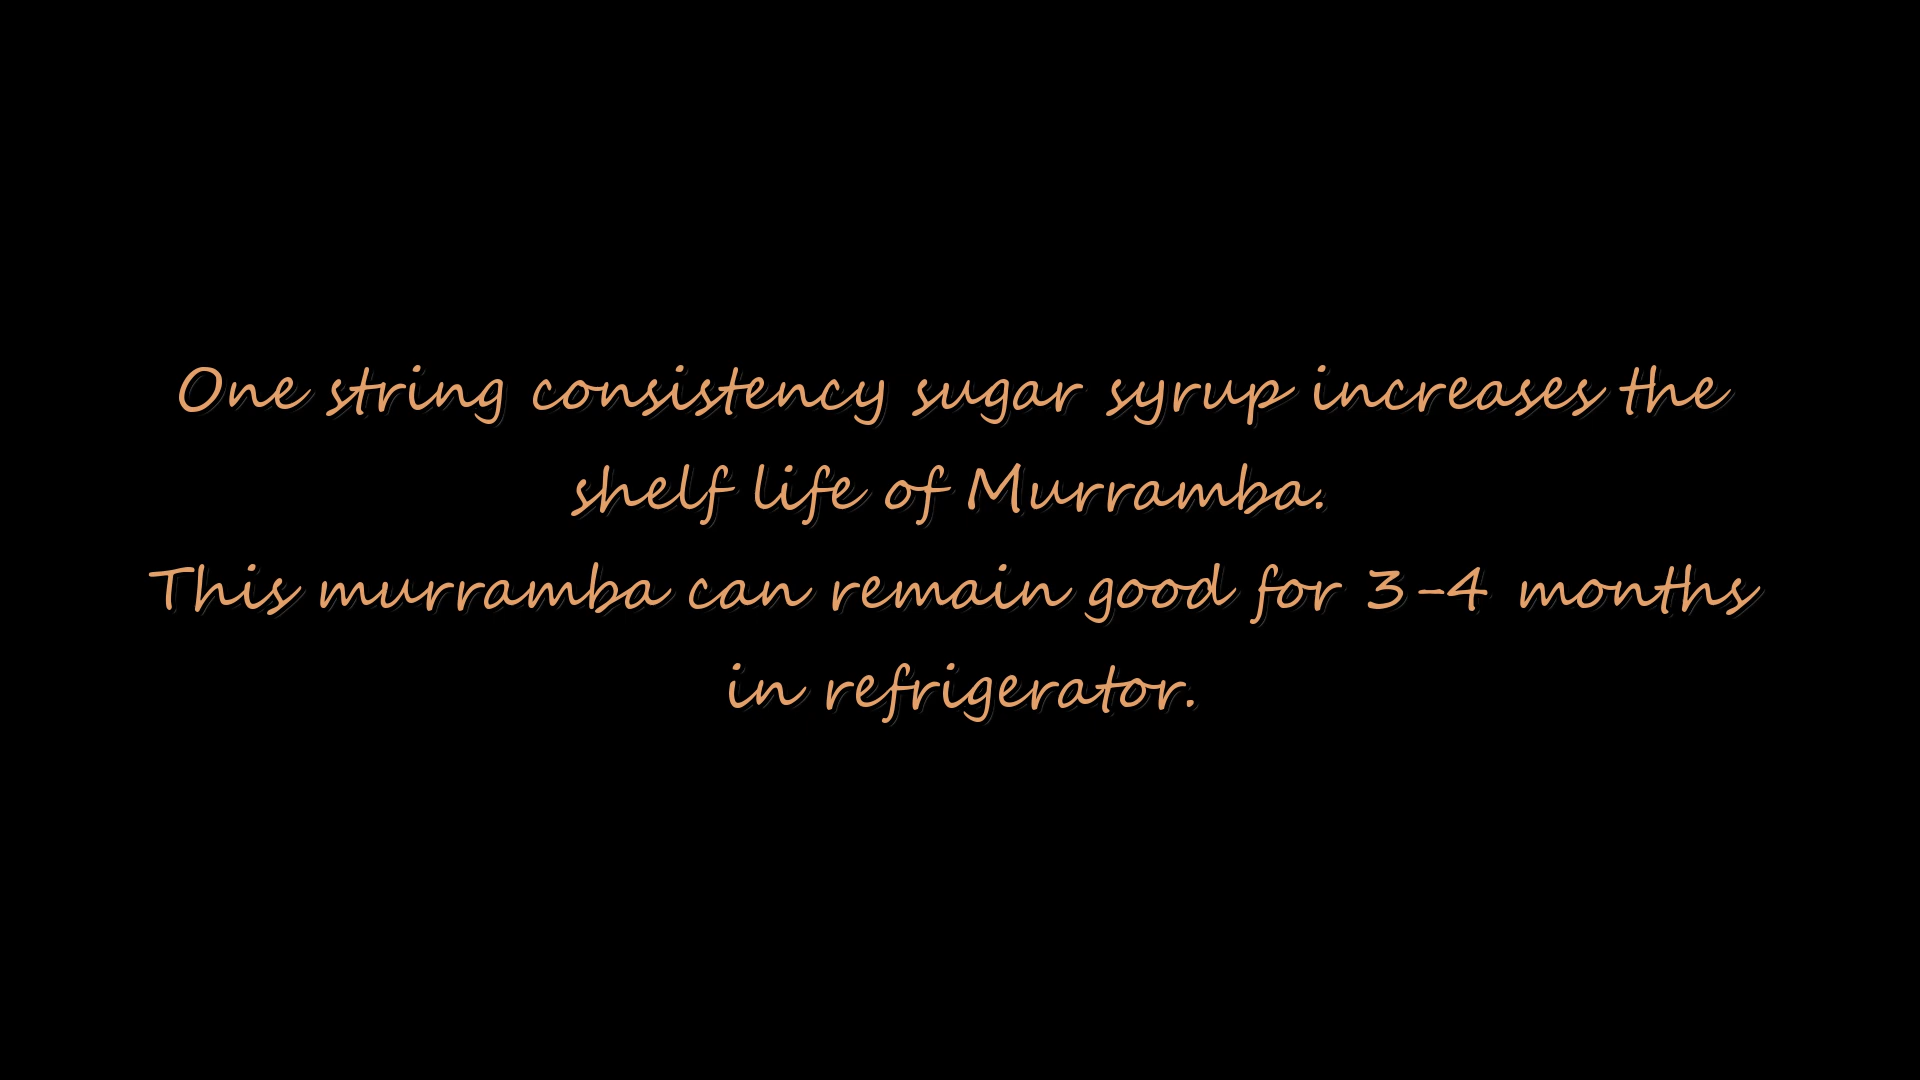 One string consistency sugar syrup increases the
shelf life of Murramba.
This murramba can remain good for 3-4 months
in refrigerator.